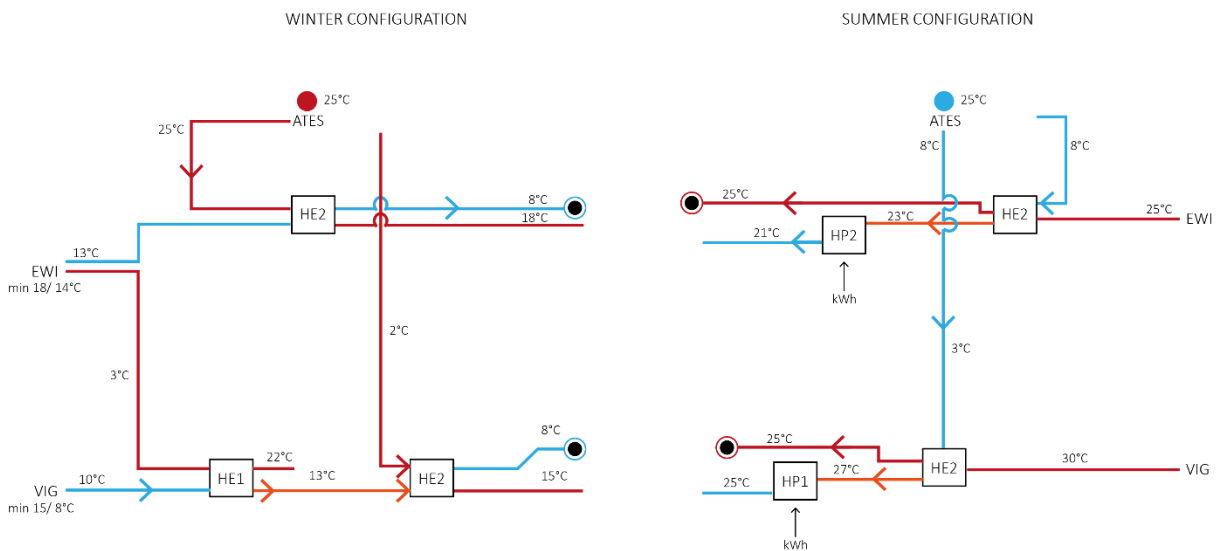 WINTER CONFIGURATION
25°C
ATES
25°C
HE2
8°C
18°C
13°C
EWI
min 18/ 14°C
2°C
3°C
8°C
22°C
HE1
13°C
HE2
15°C
10°C
VIG
min 15/ 8°C
SUMMER CONFIGURATION
25°C
ATES
8°C
8°C
25°C
HE2
25°C
EWI
23°C
21°C
HP2
kWh
3°C
25°C
HE2
30°C
VIG
27°C
25°C
HP1
kWh